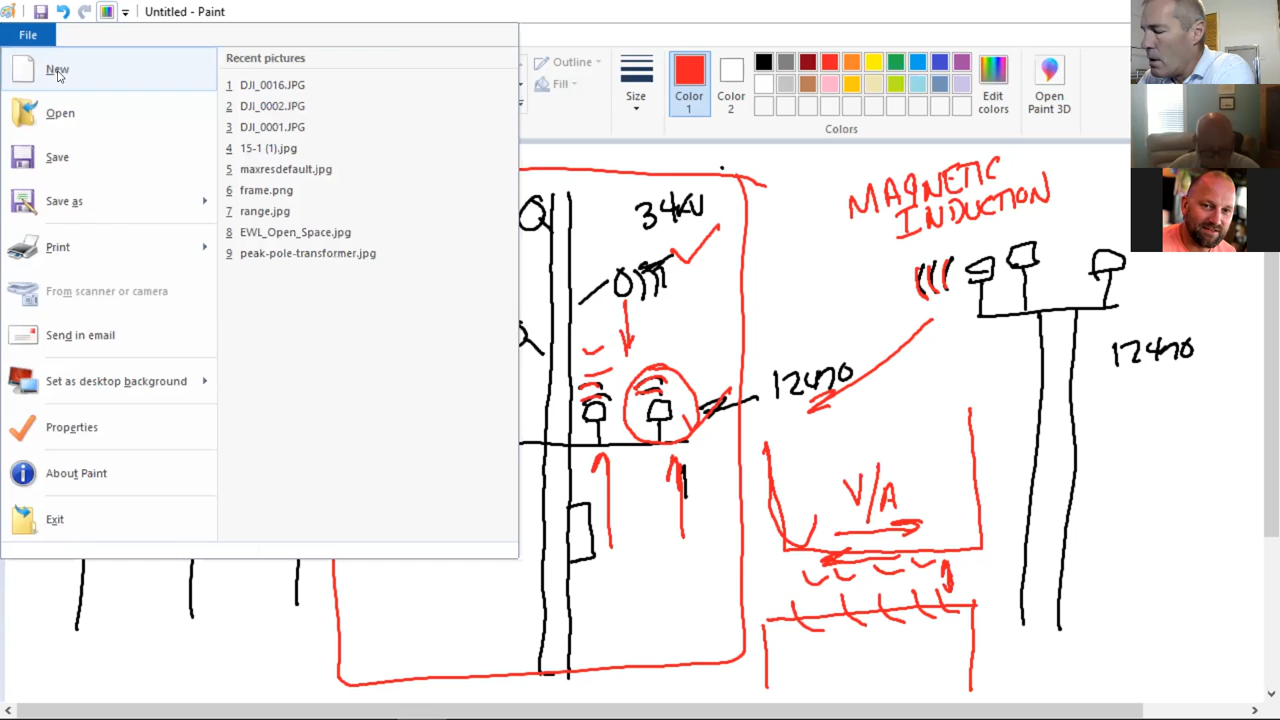 Untitled - Paint
File
New
Open
Save
Save as
Print
From scanner or camera
Send in email
Set as desktop background
Properties
About Paint
Exit
Recent pictures
1 DJI_0016.JPG
2 DJI_0002.JPG
3 DJI_0001.JPG
4 15-1 (1).jpg
5 maxresdefault.jpg
6 frame.png
7 range.jpg
8 EWL_Open_Space.jpg
9 peak-pole-transformer.jpg
Outline
Fill
Size
Color 1
Color 2
Edit colors
Open Paint 3D
Colors
34KV
MAGNETIC
INDUCTION
12470
12470
V/A